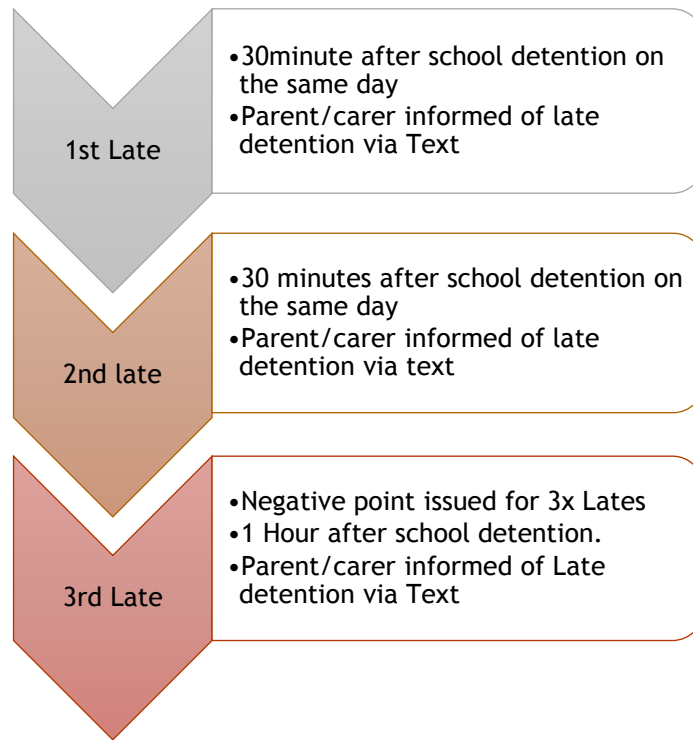 1st Late
•30minute after school detention on
the same day
•Parent/carer informed of late
detention via Text
2nd late
•30 minutes after school detention on
the same day
•Parent/carer informed of late
detention via text
3rd Late
•Negative point issued for 3x Lates
•1 Hour after school detention.
•Parent/carer informed of Late
detention via Text